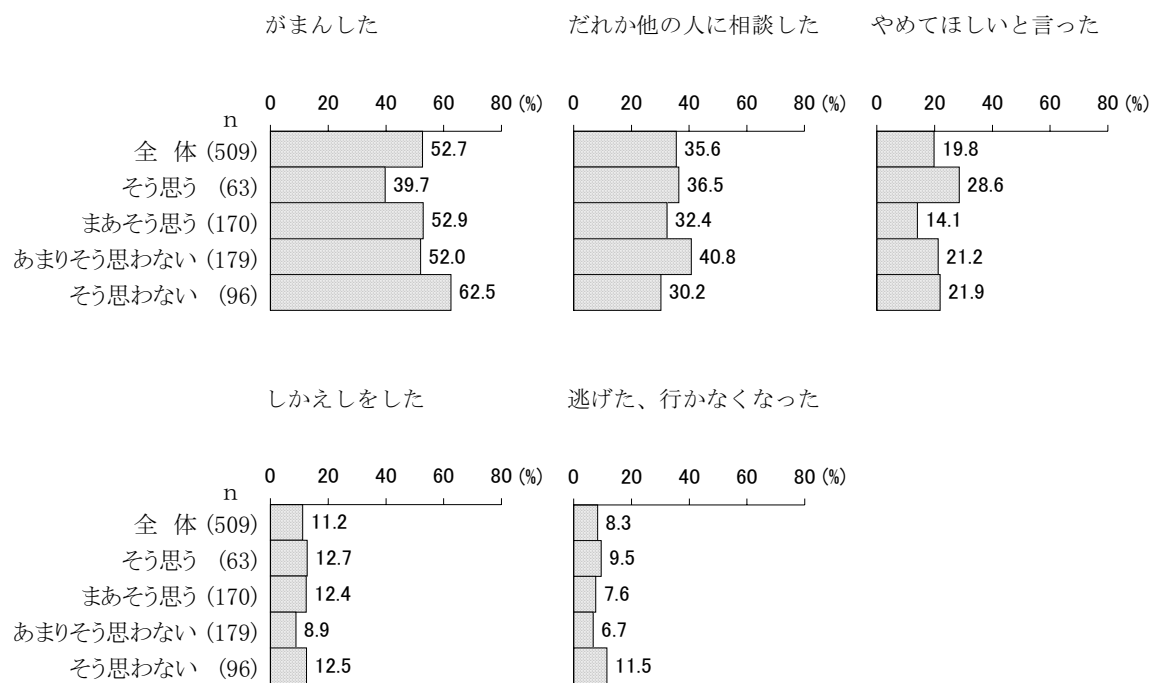 がまんした だれか他の人に相談した やめてほしいと言った
0 20 40 60 80 (%) 0 20 40 60 80 (%) 0 20 40 60 80 (%)
n
全 体 (509) 52.7 35.6 19.8
そう思う (63) 39.7 36.5 28.6
まあそう思う (170) 52.9 32.4 14.1
あまりそう思わない (179) 52.0 40.8 21.2
そう思わない (96) 62.5 30.2 21.9
しかえしをした 逃げた、行かなくなった
0 20 40 60 80 (%) 0 20 40 60 80 (%)
n
全 体 (509) 11.2 8.3
そう思う (63) 12.7 9.5
まあそう思う (170) 12.4 7.6
あまりそう思わない (179) 8.9 6.7
そう思わない (96) 12.5 11.5